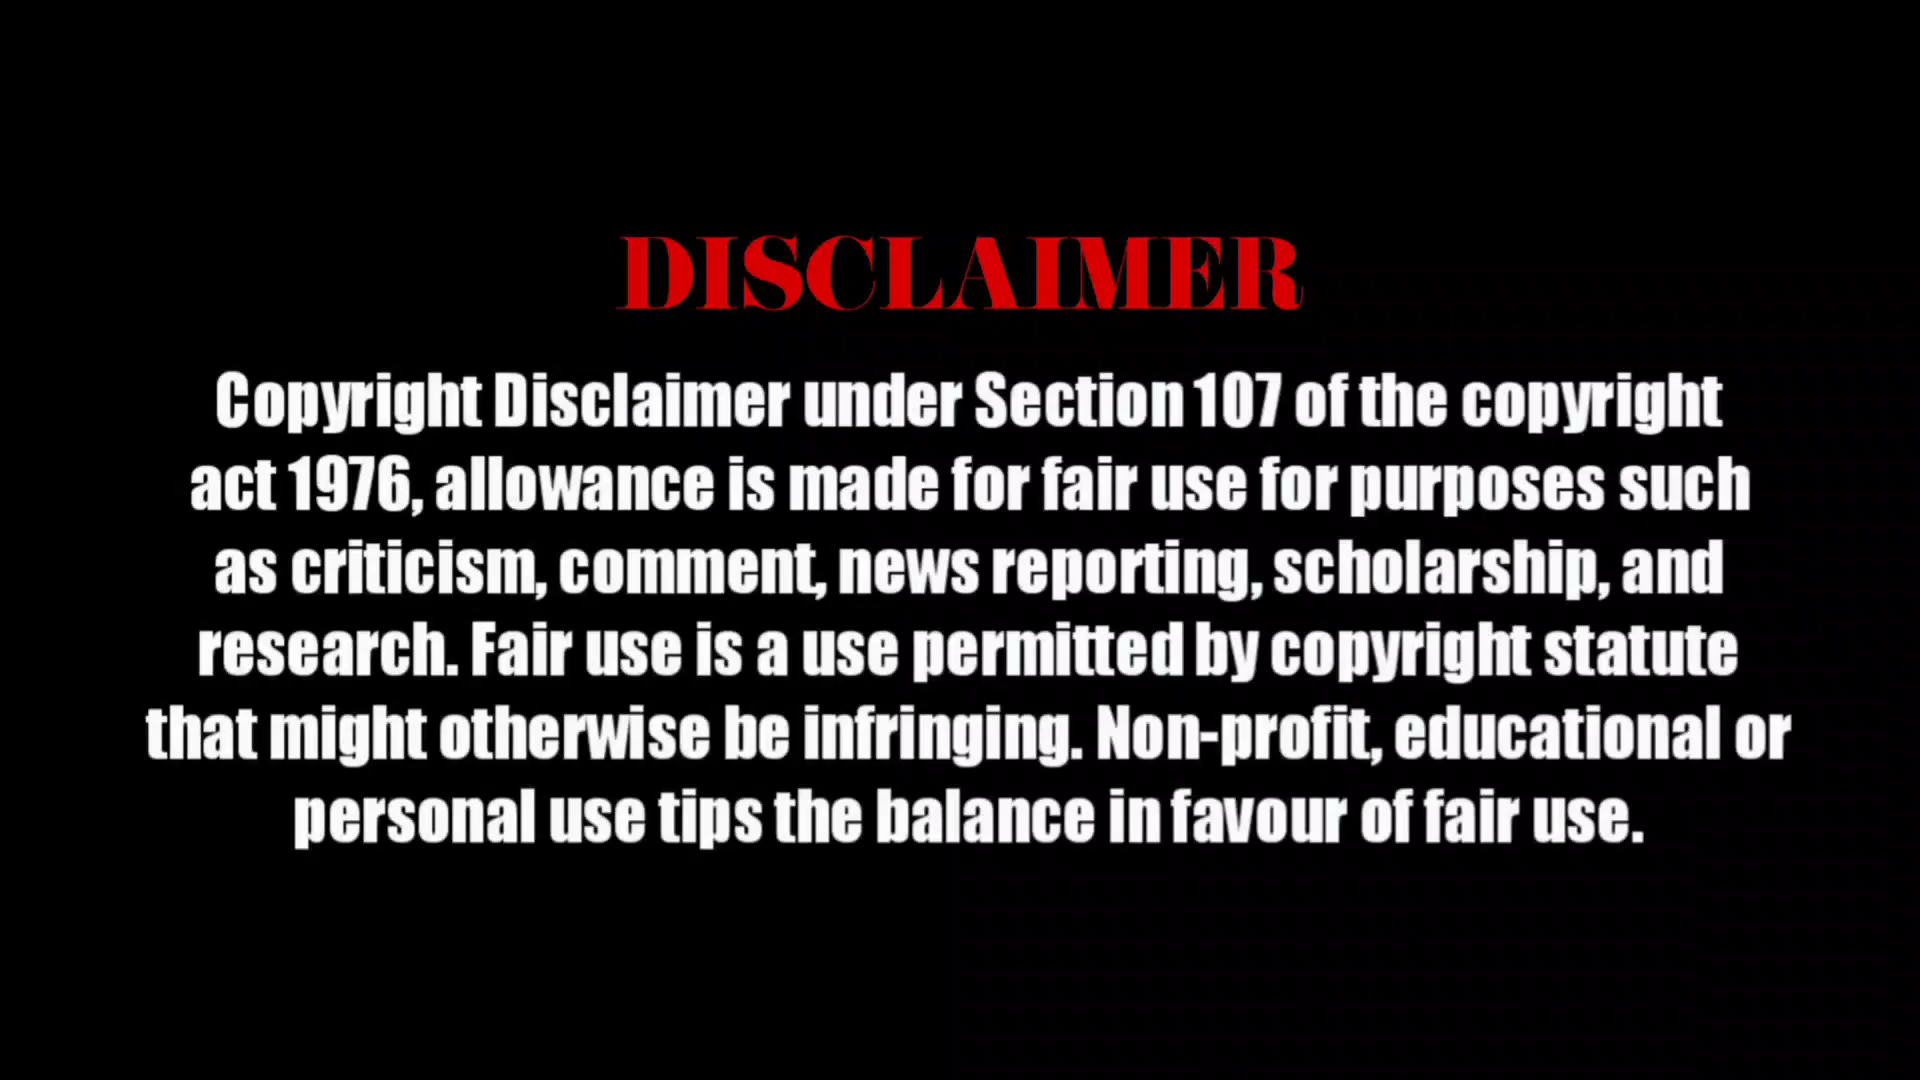 DISCLAIMER
Copyright Disclaimer under Section 107 of the copyright
act 1976, allowance is made for fair use for purposes such
as criticism, comment, news reporting, scholarship, and
research. Fair use is a use permitted by copyright statute
that might otherwise be infringing. Non-profit, educational or
personal use tips the balance in favour of fair use.